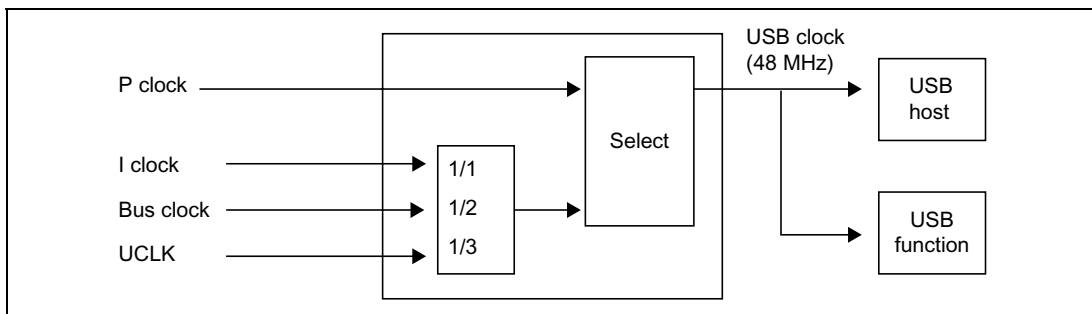 USB clock
(48 MHz)
P clock
USB
host
Select
I clock
1/1
Bus clock
1/2
UCLK
1/3
USB
function